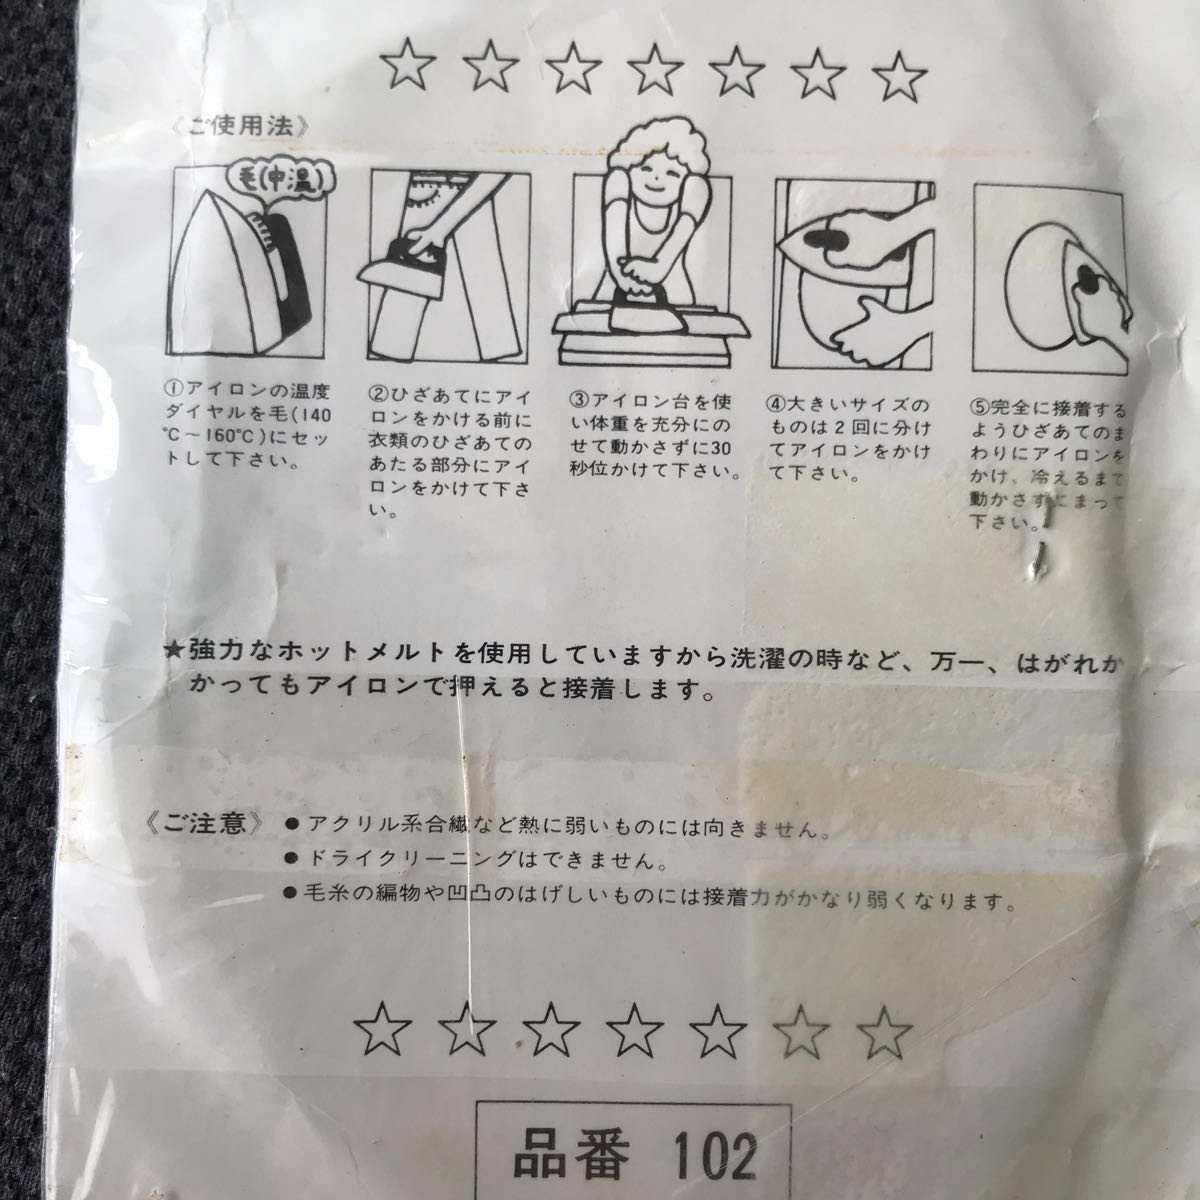 《ご使用法》
毛(中温)
①アイロンの温度
ダイヤルを毛(140
℃～160℃)にセッ
トして下さい。
②ひざあてにアイ
ロンをかける前に
衣類のひざあての
あたる部分にアイ
ロンをかけて下さ
い。
③アイロン台を使
い体重を充分にの
せて動かさずに30
秒位かけて下さい。
④大きいサイズの
ものは2回に分け
てアイロンをかけ
て下さい。
⑤完全に接着する
ようひざあてのま
わりにアイロンを
かけ、冷えるまで
動かさずにまって
下さい。
★強力なホットメルトを使用していますから洗濯の時など、万一、はがれか
かってもアイロンで押えると接着します。
《ご注意》 ●アクリル系合繊など熱に弱いものには向きません。
●ドライクリーニングはできません。
●毛糸の編物や凹凸のはげしいものには接着力がかなり弱くなります。
品番 102